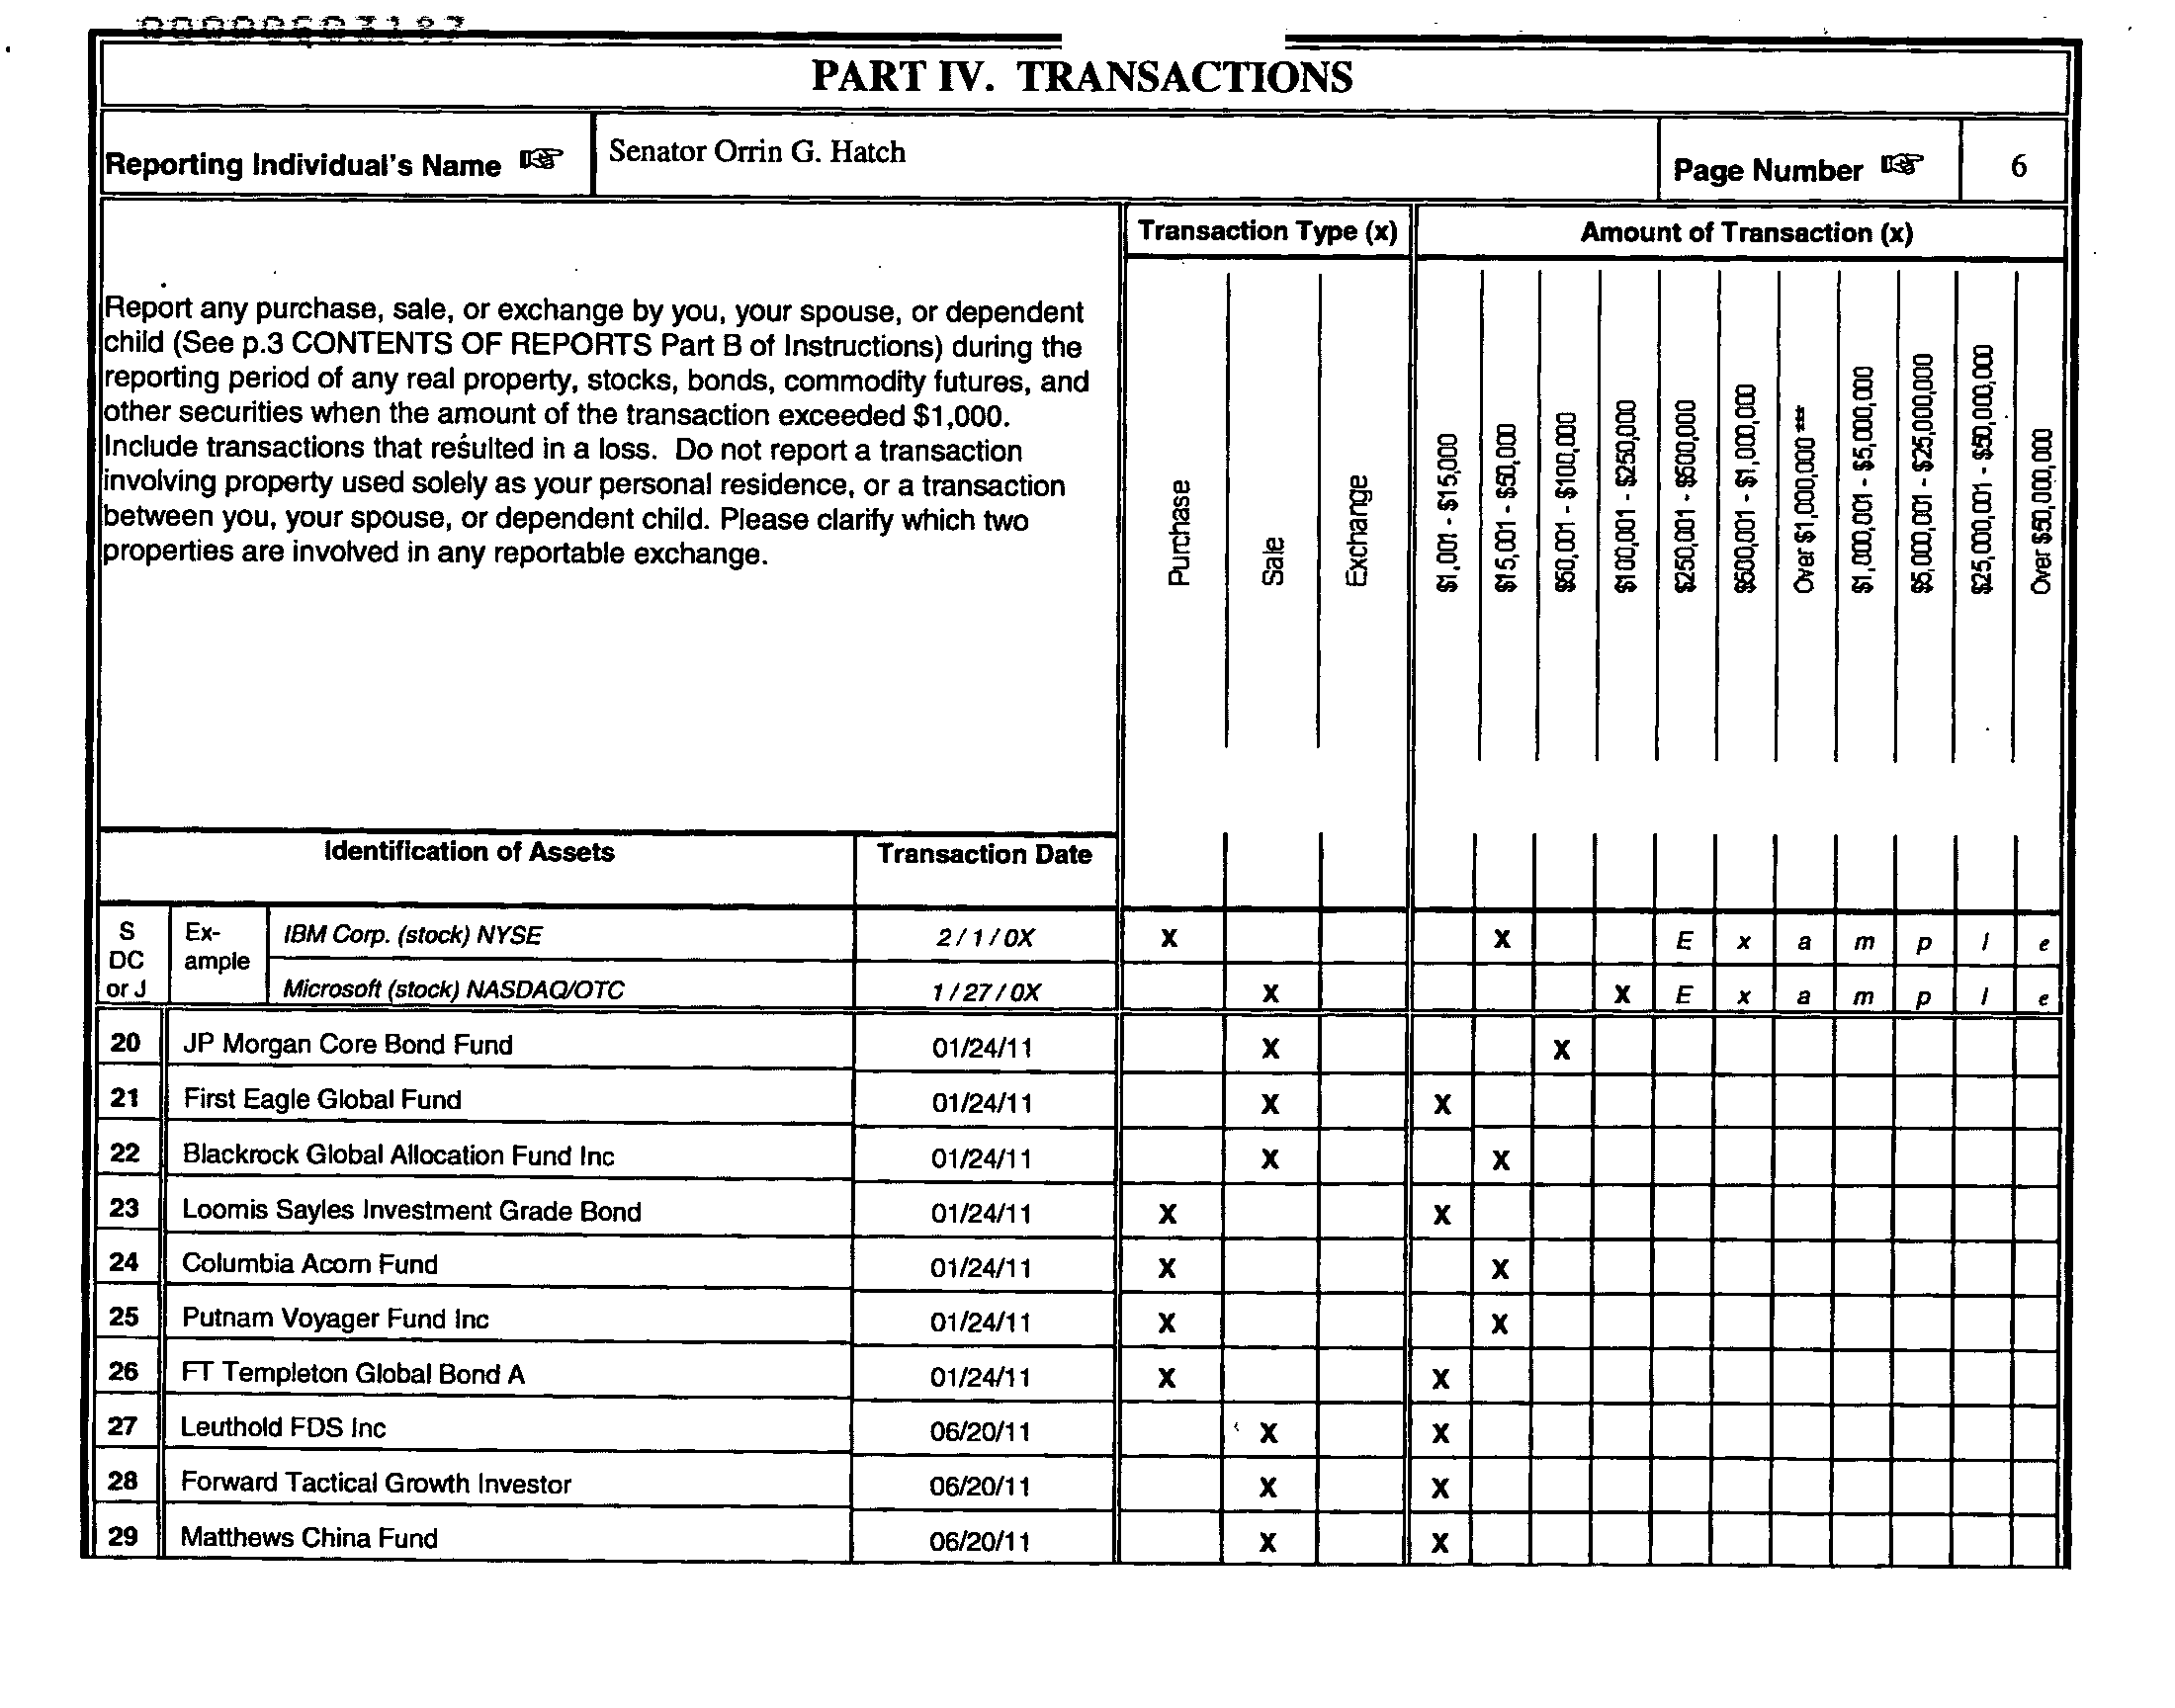 PART IV. TRANSACTIONS
Reporting Individual's Name ☞ Senator Orrin G. Hatch Page Number ☞ 6
Transaction Type (x) Amount of Transaction (x)
Report any purchase, sale, or exchange by you, your spouse, or dependent
child (See p.3 CONTENTS OF REPORTS Part B of Instructions) during the
reporting period of any real property, stocks, bonds, commodity futures, and
other securities when the amount of the transaction exceeded $1,000.
Include transactions that resulted in a loss. Do not report a transaction
involving property used solely as your personal residence, or a transaction
between you, your spouse, or dependent child. Please clarify which two
properties are involved in any reportable exchange.
Purchase
Sale
Exchange
$1,001 - $15,000
$15,001 - $50,000
$50,001 - $100,000
$100,001 - $250,000
$250,001 - $500,000
$500,001 - $1,000,000
Over $1,000,000 ***
$1,000,001 - $5,000,000
$5,000,001 - $25,000,000
$25,000,001 - $50,000,000
Over $50,000,000
Identification of Assets Transaction Date
S
DC
or J
Ex-
ample
IBM Corp. (stock) NYSE 2 / 1 / 0X X X E x a m p l e
Microsoft (stock) NASDAQ/OTC 1 / 27 / 0X X X E x a m p l e
20 JP Morgan Core Bond Fund 01/24/11 X X
21 First Eagle Global Fund 01/24/11 X X
22 Blackrock Global Allocation Fund Inc 01/24/11 X X
23 Loomis Sayles Investment Grade Bond 01/24/11 X X
24 Columbia Acorn Fund 01/24/11 X X
25 Putnam Voyager Fund Inc 01/24/11 X X
26 FT Templeton Global Bond A 01/24/11 X X
27 Leuthold FDS Inc 06/20/11 X X
28 Forward Tactical Growth Investor 06/20/11 X X
29 Matthews China Fund 06/20/11 X X